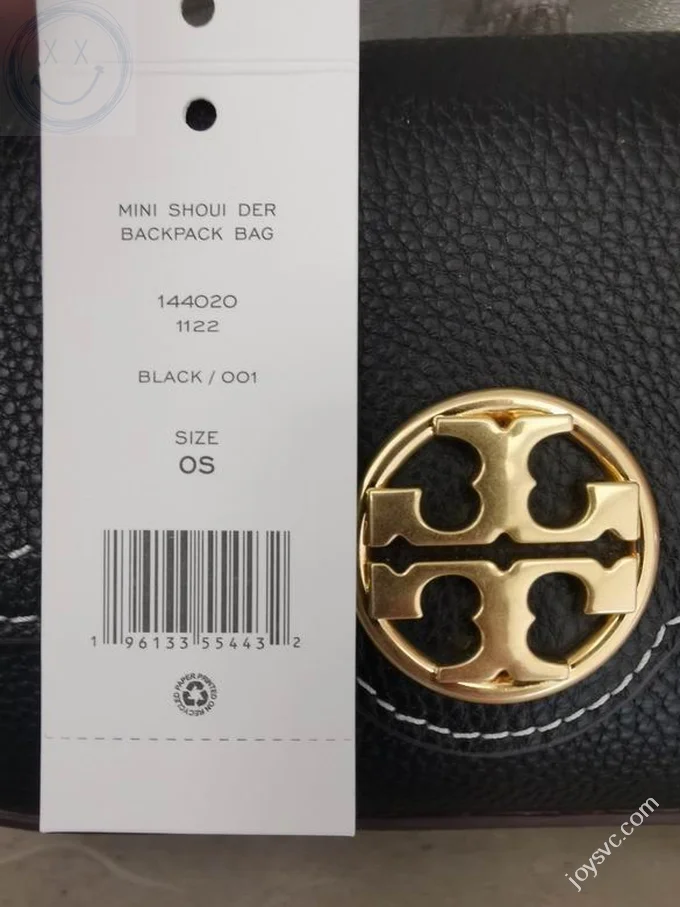 MINI SHOUI DER
BACKPACK BAG
144020
1122
BLACK / 001
SIZE
OS
1 96133 55443 2
RECYCLED PAPER PRINTED ON
joysvc.com